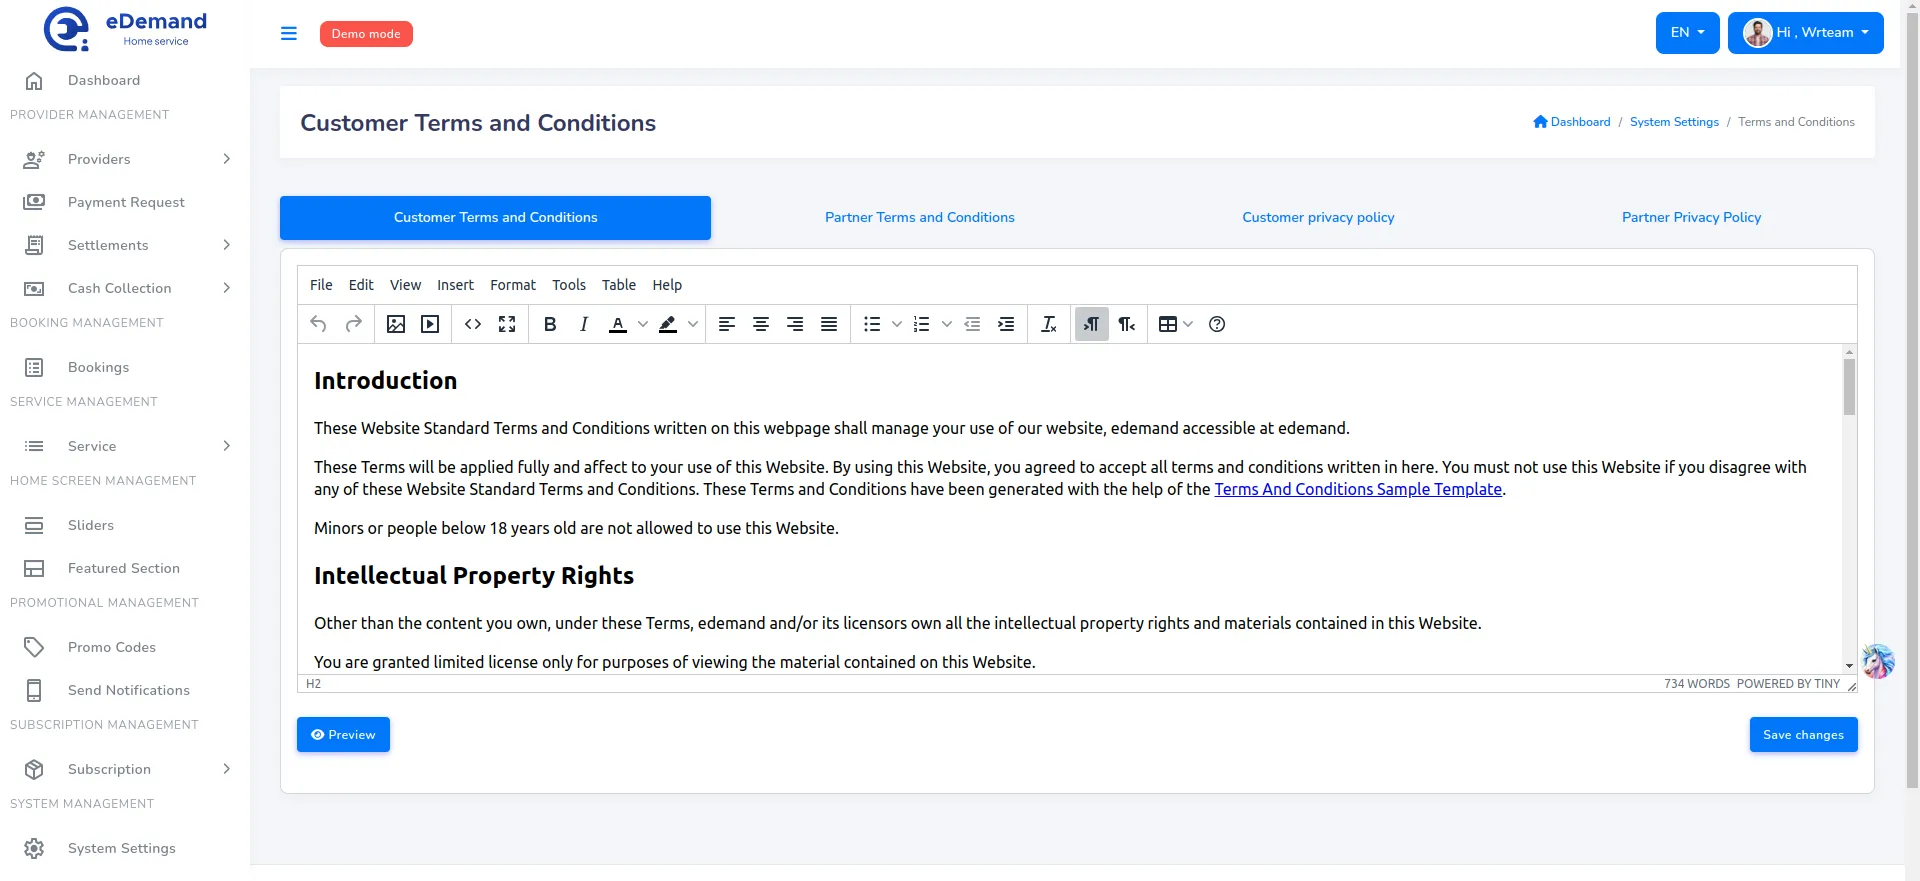 eDemand
Home service
Demo mode
EN
Hi , Wrteam
Dashboard
PROVIDER MANAGEMENT
Providers
Payment Request
Settlements
Cash Collection
BOOKING MANAGEMENT
Bookings
SERVICE MANAGEMENT
Service
HOME SCREEN MANAGEMENT
Sliders
Featured Section
PROMOTIONAL MANAGEMENT
Promo Codes
Send Notifications
SUBSCRIPTION MANAGEMENT
Subscription
SYSTEM MANAGEMENT
System Settings
Customer Terms and Conditions
Dashboard / System Settings / Terms and Conditions
Customer Terms and Conditions
Partner Terms and Conditions
Customer privacy policy
Partner Privacy Policy
File Edit View Insert Format Tools Table Help
Introduction
These Website Standard Terms and Conditions written on this webpage shall manage your use of our website, edemand accessible at edemand.
These Terms will be applied fully and affect to your use of this Website. By using this Website, you agreed to accept all terms and conditions written in here. You must not use this Website if you disagree with
any of these Website Standard Terms and Conditions. These Terms and Conditions have been generated with the help of the Terms And Conditions Sample Template.
Minors or people below 18 years old are not allowed to use this Website.
Intellectual Property Rights
Other than the content you own, under these Terms, edemand and/or its licensors own all the intellectual property rights and materials contained in this Website.
You are granted limited license only for purposes of viewing the material contained on this Website.
H2
734 WORDS POWERED BY TINY
Preview
Save changes